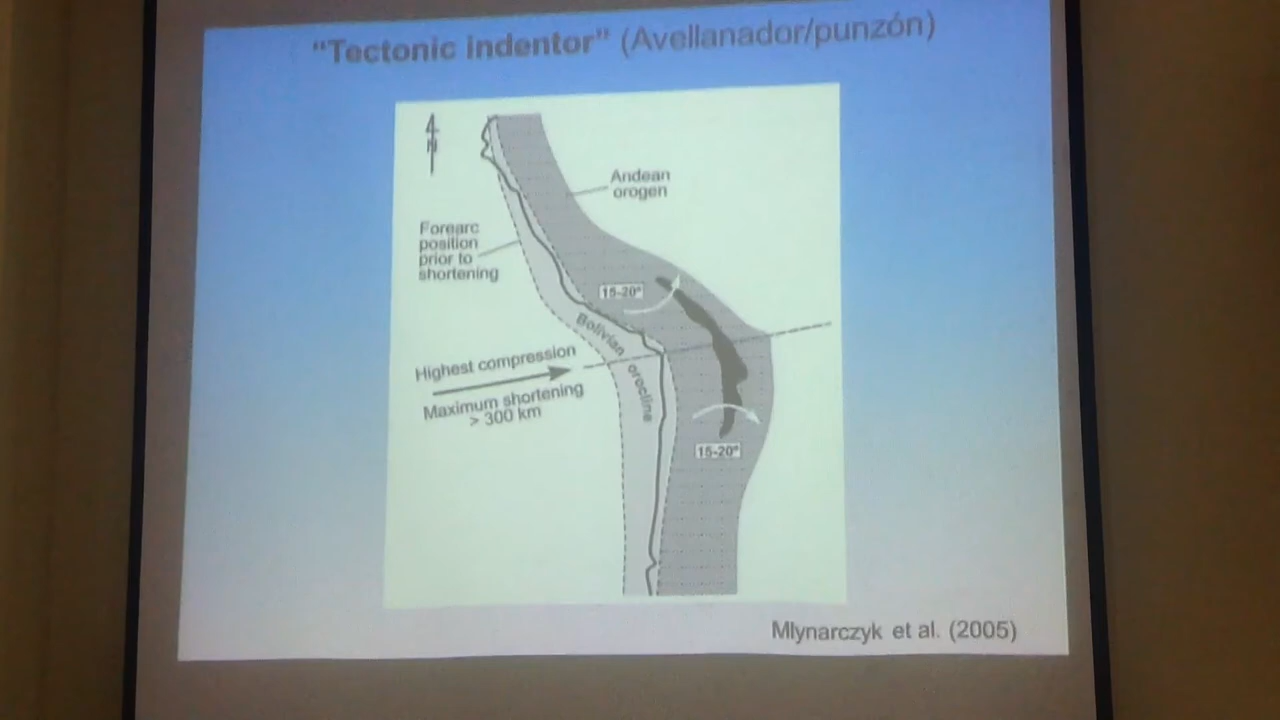 "Tectonic indentor" (Avellanador/punzón)
N
Andean
orogen
Forearc
position
prior to
shortening
15-20°
Bolivian orocline
Highest compression
Maximum shortening
> 300 km
15-20°
Mlynarczyk et al. (2005)